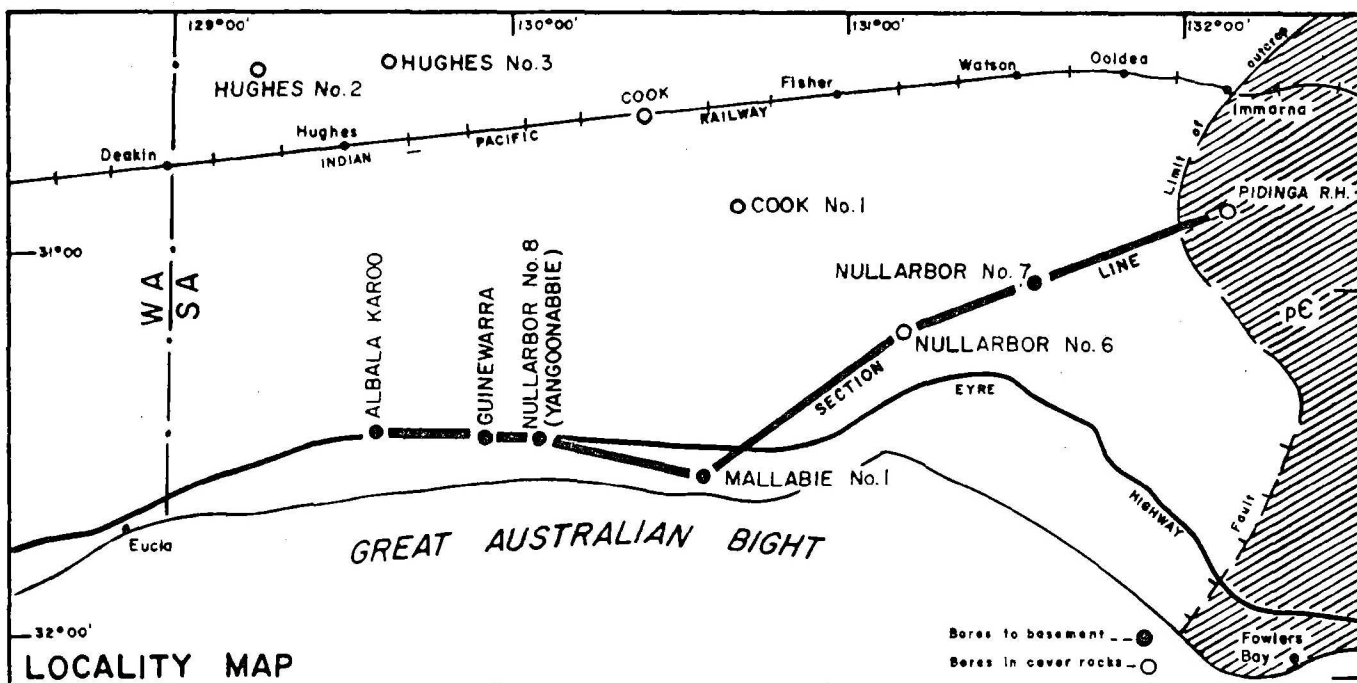 129°00'
130°00'
131°00'
132°00'
HUGHES No.2
HUGHES No.3
COOK
Fisher
Watson
Ooldea
Immarna
Limit of outcrop
Deakin
Hughes
INDIAN PACIFIC RAILWAY
COOK No.1
PIDINGA R.H.
31°00
WA
SA
ALBALA KAROO
GUINEWARRA
NULLARBOR No. 8
(YANGOONABBIE)
NULLARBOR No. 7
NULLARBOR No. 6
SECTION LINE
p€
EYRE HIGHWAY
MALLABIE No.1
Eucla
GREAT AUSTRALIAN BIGHT
Fault
32°00'
LOCALITY MAP
Bores to basement
Bores in cover rocks
Fowlers
Bay